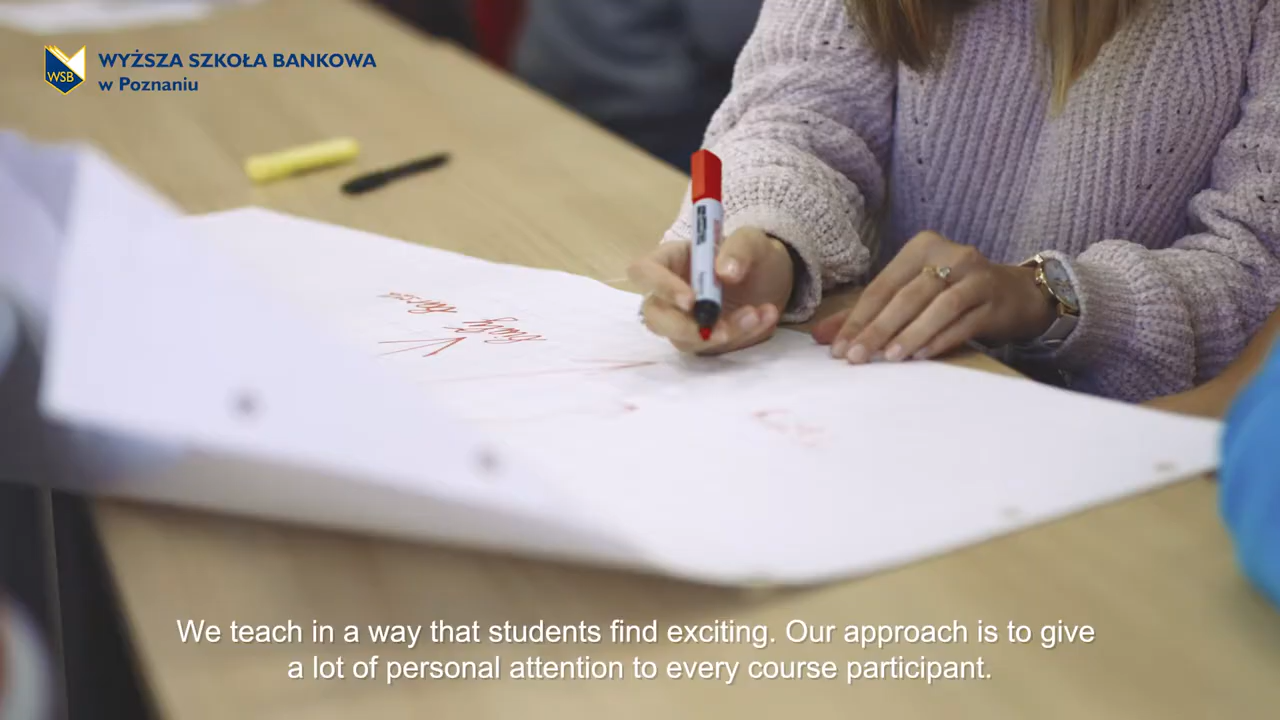 WYŻSZA SZKOŁA BANKOWA
WSB
w Poznaniu
We teach in a way that students find exciting. Our approach is to give
a lot of personal attention to every course participant.